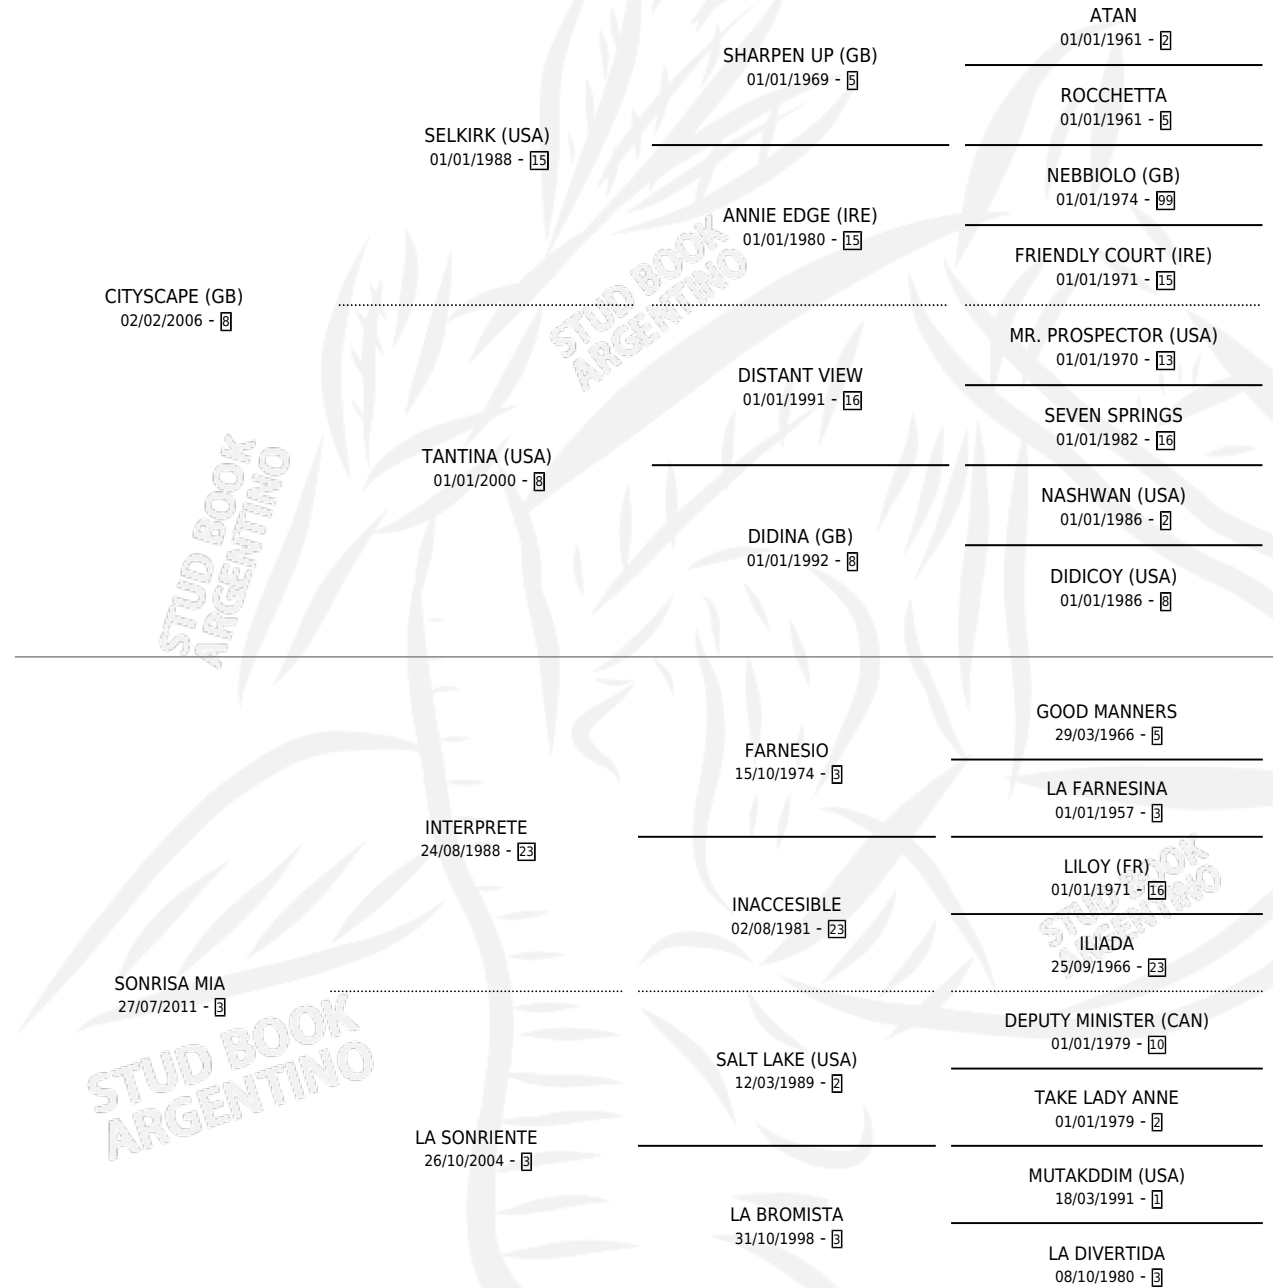 ATAN
01/01/1961 - 2
SHARPEN UP (GB)
01/01/1969 - 5
ROCCHETTA
01/01/1961 - 5
SELKIRK (USA)
01/01/1988 - 15
NEBBIOLO (GB)
01/01/1974 - 99
ANNIE EDGE (IRE)
01/01/1980 - 15
FRIENDLY COURT (IRE)
01/01/1971 - 15
CITYSCAPE (GB)
02/02/2006 - 8
MR. PROSPECTOR (USA)
01/01/1970 - 13
DISTANT VIEW
01/01/1991 - 16
SEVEN SPRINGS
01/01/1982 - 16
TANTINA (USA)
01/01/2000 - 8
NASHWAN (USA)
01/01/1986 - 2
DIDINA (GB)
01/01/1992 - 8
DIDICOY (USA)
01/01/1986 - 8
GOOD MANNERS
29/03/1966 - 5
FARNESIO
15/10/1974 - 3
LA FARNESINA
01/01/1957 - 3
INTERPRETE
24/08/1988 - 23
LILOY (FR)
01/01/1971 - 16
INACCESIBLE
02/08/1981 - 23
ILIADA
25/09/1966 - 23
SONRISA MIA
27/07/2011 - 3
DEPUTY MINISTER (CAN)
01/01/1979 - 10
SALT LAKE (USA)
12/03/1989 - 2
TAKE LADY ANNE
01/01/1979 - 2
LA SONRIENTE
26/10/2004 - 3
MUTAKDDIM (USA)
18/03/1991 - 1
LA BROMISTA
31/10/1998 - 3
LA DIVERTIDA
08/10/1980 - 3
STUD BOOK
ARGENTINO
STUD BOOK
ARGENTINO
STUD BOOK
ARGENTINO
STUD BOOK
ARGENTINO